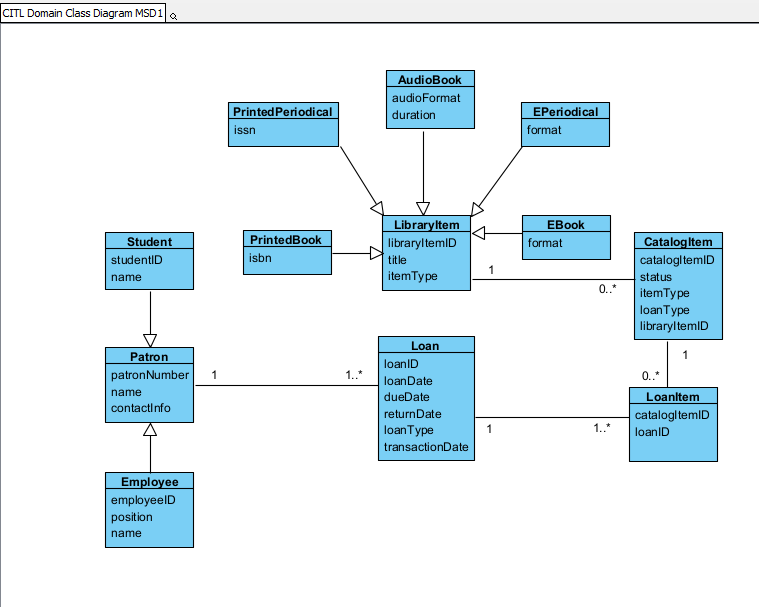 CITL Domain Class Diagram MSD1
AudioBook
audioFormat
duration
PrintedPeriodical
issn
EPeriodical
format
LibraryItem
libraryItemID
title
itemType
EBook
format
PrintedBook
isbn
Student
studentID
name
CatalogItem
catalogItemID
status
itemType
loanType
libraryItemID
1
0..*
Patron
patronNumber
name
contactInfo
1
1..*
Loan
loanID
loanDate
dueDate
returnDate
loanType
transactionDate
1
0..*
LoanItem
catalogItemID
loanID
1
1..*
Employee
employeeID
position
name